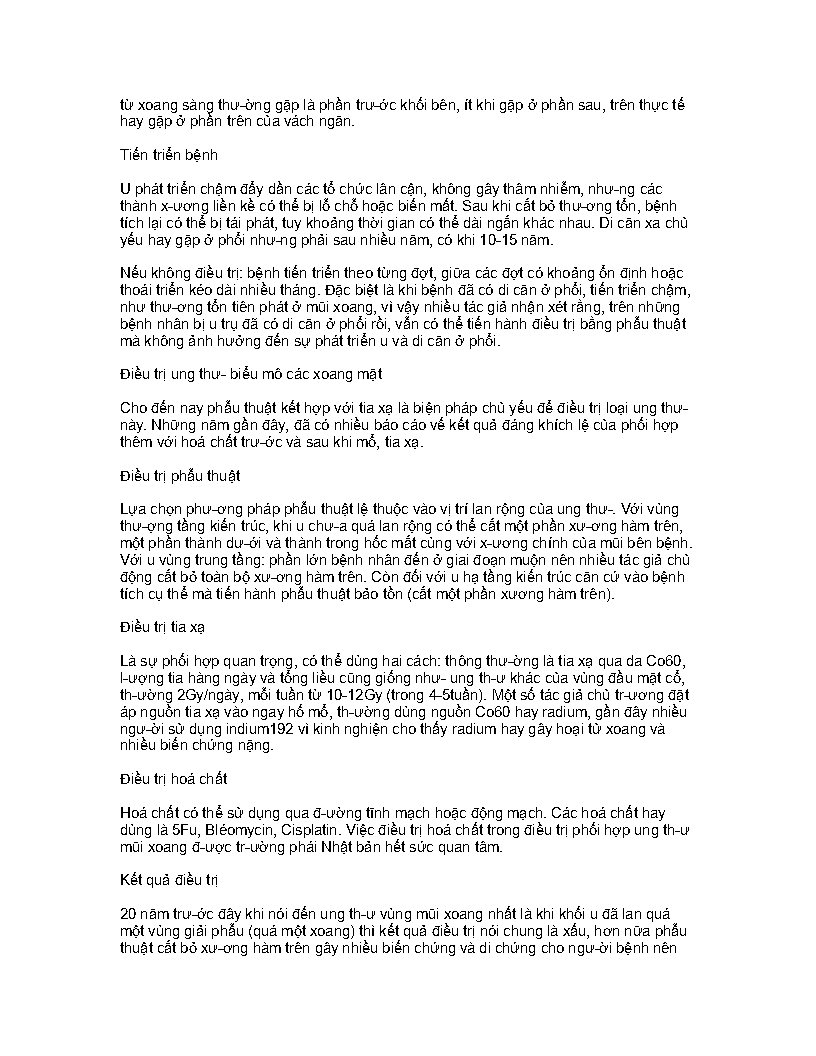 từ xoang sàng thư-ờng gặp là phần trư-ớc khối bên, ít khi gặp ở phần sau, trên thực tế
hay gặp ở phần trên của vách ngăn.
Tiến triển bệnh
U phát triển chậm đẩy dần các tổ chức lân cận, không gây thâm nhiễm, như-ng các
thành x-ương liền kề có thể bị lỗ chỗ hoặc biến mất. Sau khi cắt bỏ thư-ơng tổn, bệnh
tích lại có thể bị tái phát, tuy khoảng thời gian có thể dài ngắn khác nhau. Di căn xa chủ
yếu hay gặp ở phổi như-ng phải sau nhiều năm, có khi 10-15 năm.
Nếu không điều trị: bệnh tiến triển theo từng đợt, giữa các đợt có khoảng ổn định hoặc
thoái triển kéo dài nhiều tháng. Đặc biệt là khi bệnh đã có di căn ở phổi, tiến triển chậm,
như thư-ơng tổn tiên phát ở mũi xoang, vì vậy nhiều tác giả nhận xét rằng, trên những
bệnh nhân bị u trụ đã có di căn ở phổi rồi, vẫn có thể tiến hành điều trị bằng phẫu thuật
mà không ảnh hưởng đến sự phát triển u và di căn ở phổi.
Điều trị ung thư- biểu mô các xoang mặt
Cho đến nay phẫu thuật kết hợp với tia xạ là biện pháp chủ yếu để điều trị loại ung thư-
này. Những năm gần đây, đã có nhiều báo cáo về kết quả đáng khích lệ của phối hợp
thêm với hoá chất trư-ớc và sau khi mổ, tia xạ.
Điều trị phẫu thuật
Lựa chọn phư-ơng pháp phẫu thuật lệ thuộc vào vị trí lan rộng của ung thư-. Với vùng
thư-ợng tầng kiến trúc, khi u chư-a quá lan rộng có thể cắt một phần xư-ơng hàm trên,
một phần thành dư-ới và thành trong hốc mắt cùng với x-ương chính của mũi bên bệnh.
Với u vùng trung tầng: phần lớn bệnh nhân đến ở giai đoạn muộn nên nhiều tác giả chủ
động cắt bỏ toàn bộ xư-ơng hàm trên. Còn đối với u hạ tầng kiến trúc căn cứ vào bệnh
tích cụ thể mà tiến hành phẫu thuật bảo tồn (cắt một phần xương hàm trên).
Điều trị tia xạ
Là sự phối hợp quan trọng, có thể dùng hai cách: thông thư-ờng là tia xạ qua da Co60,
l-ượng tia hàng ngày và tổng liều cũng giống như- ung th-ư khác của vùng đầu mặt cổ,
th-ường 2Gy/ngày, mỗi tuần từ 10-12Gy (trong 4-5tuần). Một số tác giả chủ tr-ương đặt
áp nguồn tia xạ vào ngay hố mổ, th-ường dùng nguồn Co60 hay radium, gần đây nhiều
ngư-ời sử dụng indium192 vì kinh nghiện cho thấy radium hay gây hoại tử xoang và
nhiều biến chứng nặng.
Điều trị hoá chất
Hoá chất có thể sử dụng qua đ-ường tĩnh mạch hoặc động mạch. Các hoá chất hay
dùng là 5Fu, Bléomycin, Cisplatin. Việc điều trị hoá chất trong điều trị phối hợp ung th-ư
mũi xoang đ-ược tr-ường phái Nhật bản hết sức quan tâm.
Kết quả điều trị
20 năm trư-ớc đây khi nói đến ung th-ư vùng mũi xoang nhất là khi khối u đã lan quá
một vùng giải phẫu (quá một xoang) thì kết quả điều trị nói chung là xấu, hơn nữa phẫu
thuật cắt bỏ xư-ơng hàm trên gây nhiều biến chứng và di chứng cho ngư-ời bệnh nên